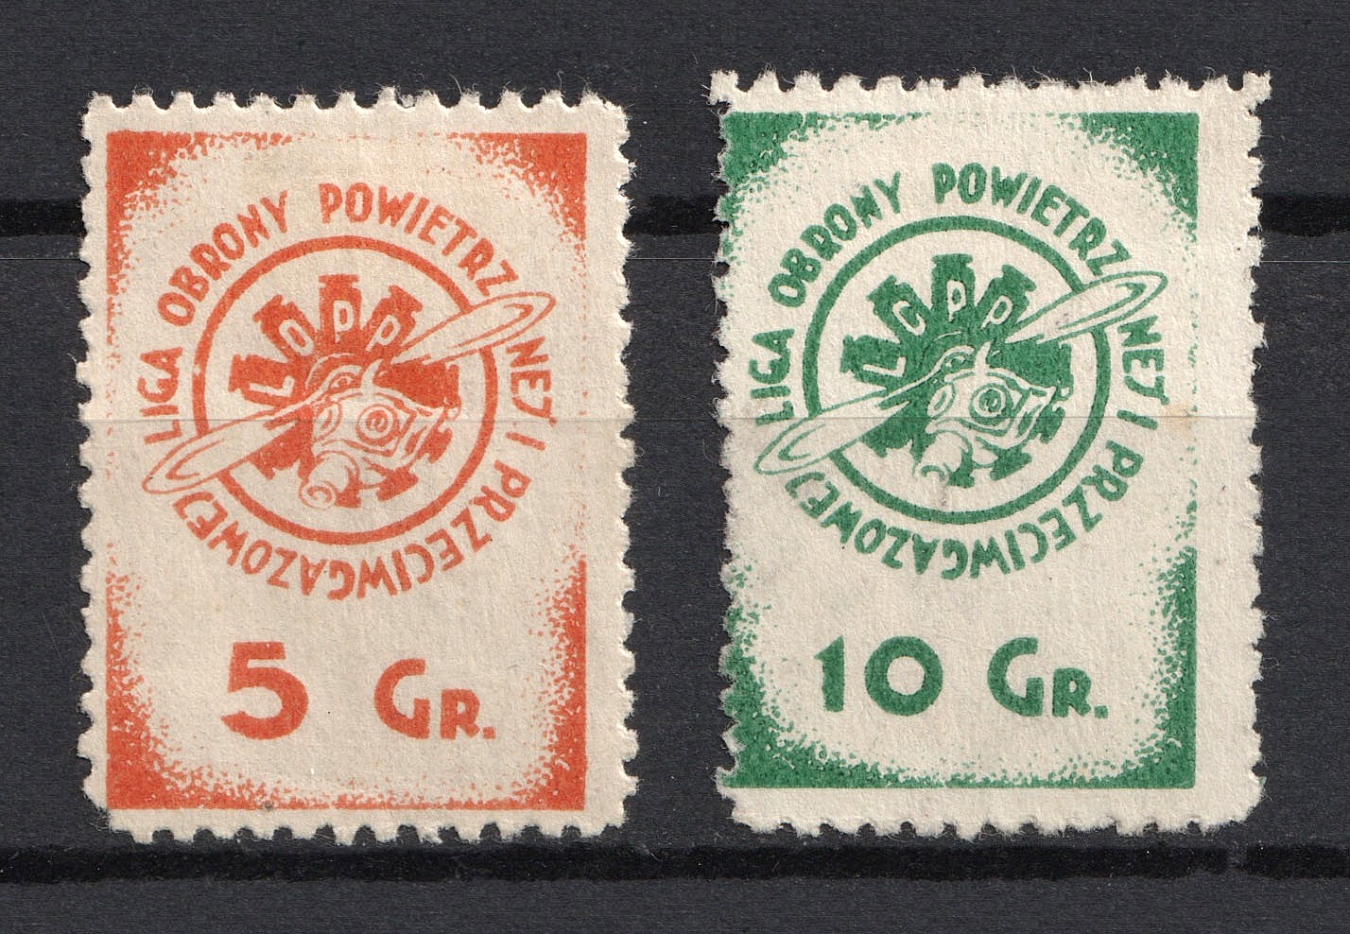 LIGA OBRONY POWIETRZNEJ I PRZECIWGAZOWEJ
LOPP
5 GR.
LIGA OBRONY POWIETRZNEJ I PRZECIWGAZOWEJ
LOPP
10 GR.